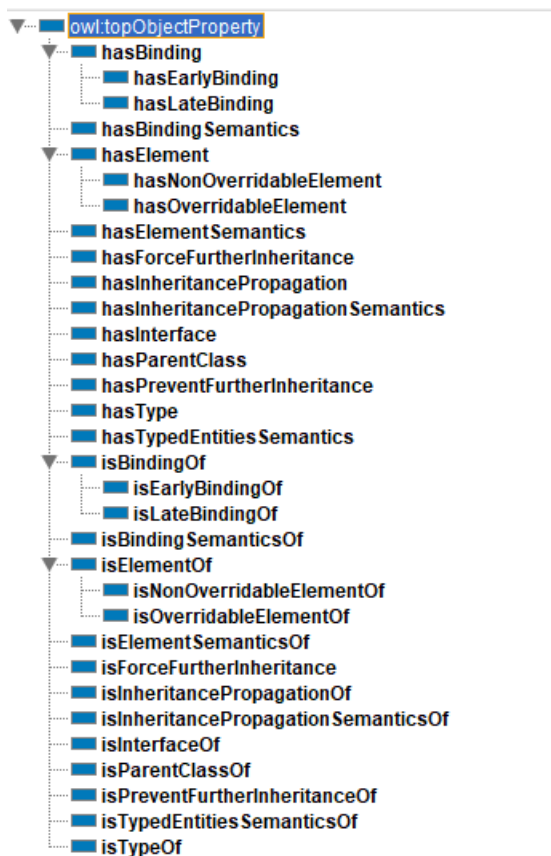 owl:topObjectProperty
hasBinding
hasEarlyBinding
hasLateBinding
hasBindingSemantics
hasElement
hasNonOverridableElement
hasOverridableElement
hasElementSemantics
hasForceFurtherInheritance
hasInheritancePropagation
hasInheritancePropagationSemantics
hasInterface
hasParentClass
hasPreventFurtherInheritance
hasType
hasTypedEntitiesSemantics
isBindingOf
isEarlyBindingOf
isLateBindingOf
isBindingSemanticsOf
isElementOf
isNonOverridableElementOf
isOverridableElementOf
isElementSemanticsOf
isForceFurtherInheritance
isInheritancePropagationOf
isInheritancePropagationSemanticsOf
isInterfaceOf
isParentClassOf
isPreventFurtherInheritanceOf
isTypedEntitiesSemanticsOf
isTypeOf